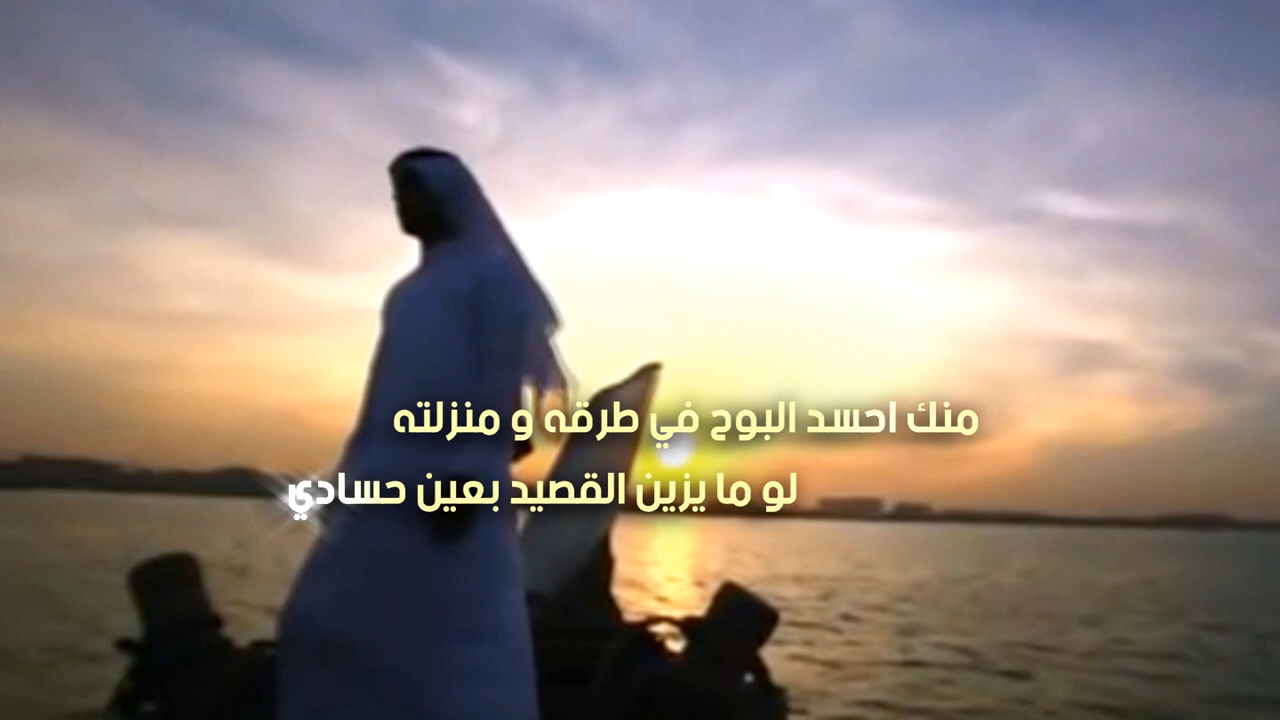 منك احسد البوح في طرقه و منزلته
لو ما يزين القصيد بعين حسادي